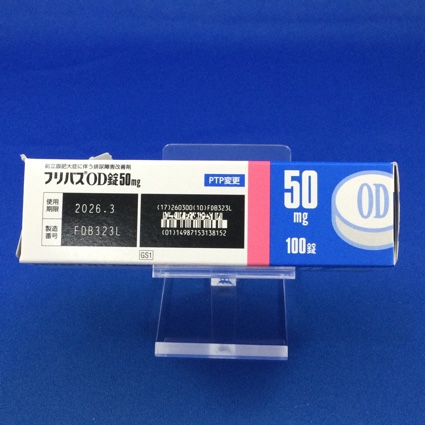 前立腺肥大症に伴う排尿障害改善剤
フリバスOD錠50mg
PTP変更
使用
期限
2026.3
製造
番号
FDB323L
(17)260300(10)FDB323L
(01)14987153138152
GS1
50
mg
100錠
OD